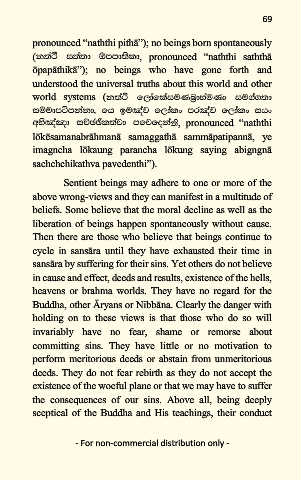 69
pronounced “naththi pithā”); no beings born spontaneously
(නත්ථි සත්තා ඕපපාතිකා, pronounced “naththi saththā
ōpapāthikā”); no beings who have gone forth and
understood the universal truths about this world and other
world systems (නත්ථි ලෝකේසමණබ්‍රාහ්මණා සමග්ගතා
සම්මාපටිපන්නා, යෙ ඉමඤ්ච ලෝකං පරඤ්ච ලෝකං සයං
අභිඤ්ඤා සච්ඡිකත්වා පවෙදෙන්ති, pronounced “naththi
lōkēsamanabrāhmanā samaggathā sammāpatipannā, ye
imagncha lōkaung parancha lōkung saying abigngnā
sachchchikathva pavedenthi”).
Sentient beings may adhere to one or more of the
above wrong-views and they can manifest in a multitude of
beliefs. Some believe that the moral decline as well as the
liberation of beings happen spontaneously without cause.
Then there are those who believe that beings continue to
cycle in sansāra until they have exhausted their time in
sansāra by suffering for their sins. Yet others do not believe
in cause and effect, deeds and results, existence of the hells,
heavens or brahma worlds. They have no regard for the
Buddha, other Āryans or Nibbāna. Clearly the danger with
holding on to these views is that those who do so will
invariably have no fear, shame or remorse about
committing sins. They have little or no motivation to
perform meritorious deeds or abstain from unmeritorious
deeds. They do not fear rebirth as they do not accept the
existence of the woeful plane or that we may have to suffer
the consequences of our sins. Above all, being deeply
sceptical of the Buddha and His teachings, their conduct
- For non-commercial distribution only -